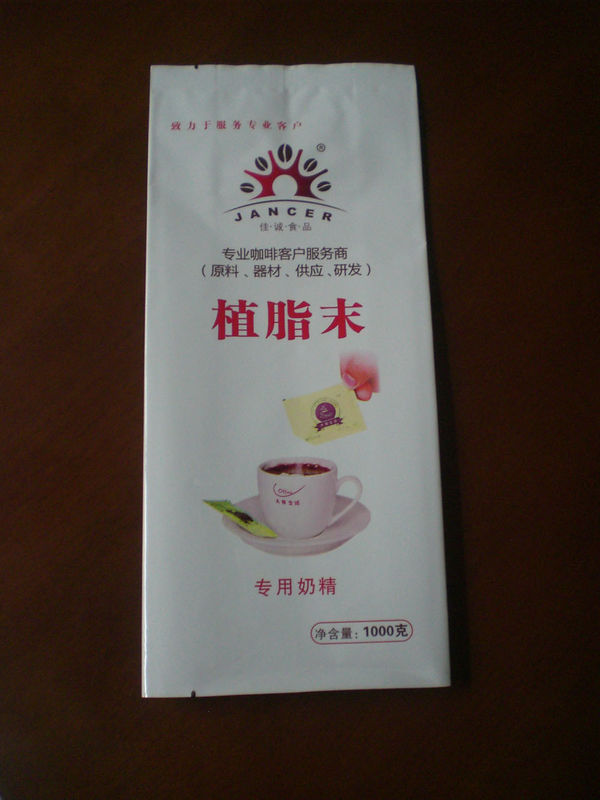 致力于服务专业客户
®
JANCER
佳·诚·食·品
专业咖啡客户服务商
（原料、器材、供应、研发）
植脂末
专用奶精
净含量：1000克